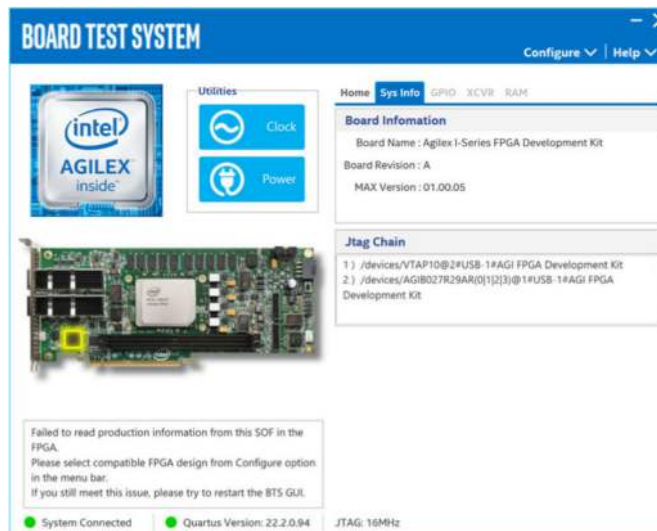 BOARD TEST SYSTEM
Configure
Help
intel
AGILEX
inside
Utilities
Clock
Power
Home Sys Info GPIO XCVR RAM
Board Infomation
Board Name : Agilex I-Series FPGA Development Kit
Board Revision : A
MAX Version : 01.00.05
Jtag Chain
1 ) /devices/VTAP10@2#USB-1#AGI FPGA Development Kit
2 ) /devices/AGIB027R29AR(0|1|2|3)@1#USB-1#AGI FPGA
Development Kit
Failed to read production information from this SOF in the
FPGA.
Please select compatible FPGA design from Configure option
in the menu bar.
If you still meet this issue, please try to restart the BTS GUI.
System Connected
Quartus Version: 22.2.0.94
JTAG: 16MHz